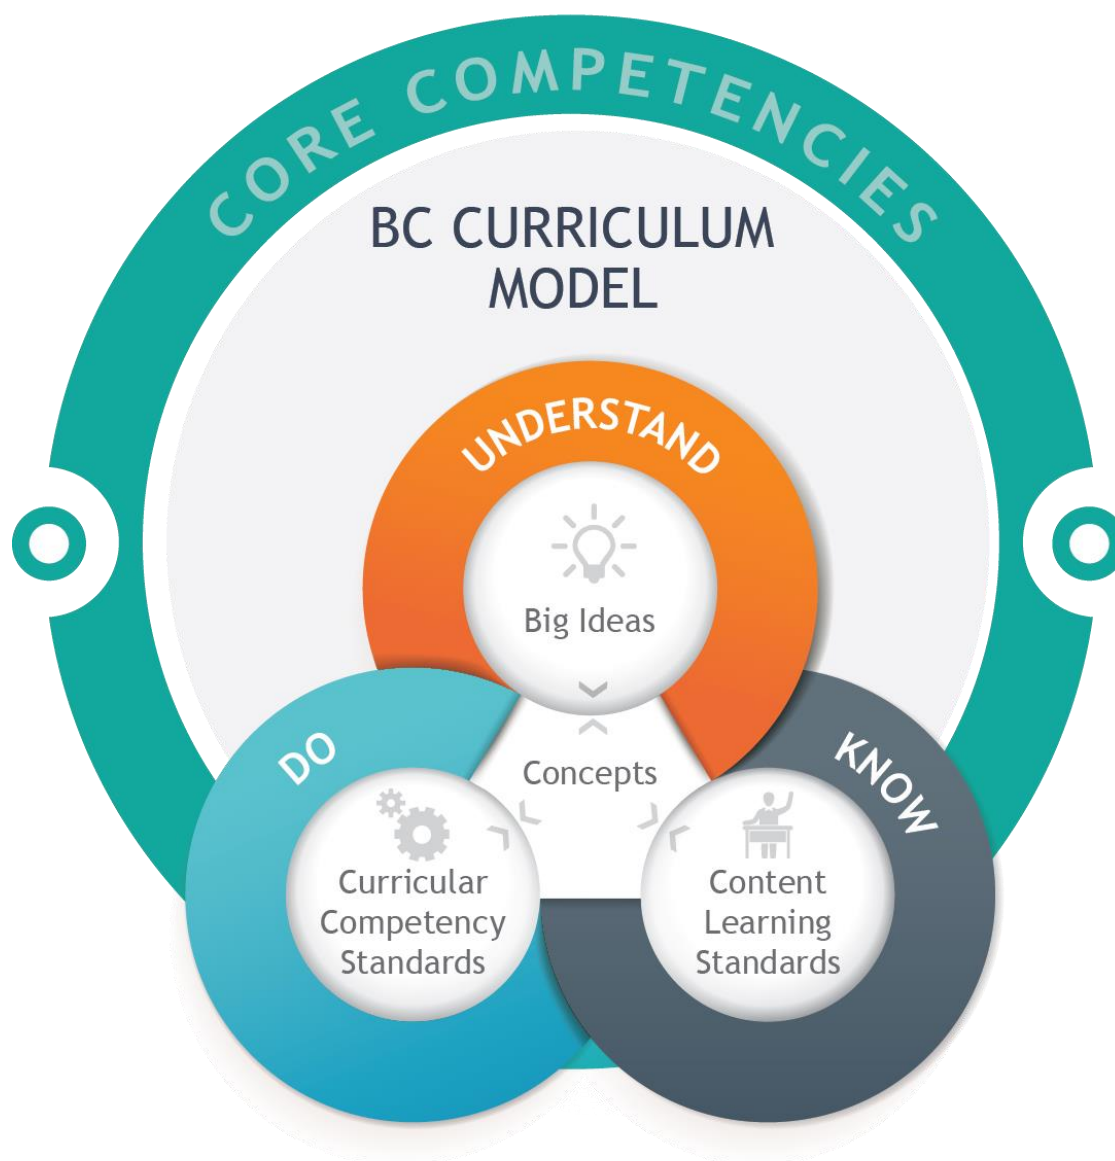 CORE COMPETENCIES
BC CURRICULUM
MODEL
UNDERSTAND
Big Ideas
Concepts
DO
Curricular
Competency
Standards
KNOW
Content
Learning
Standards